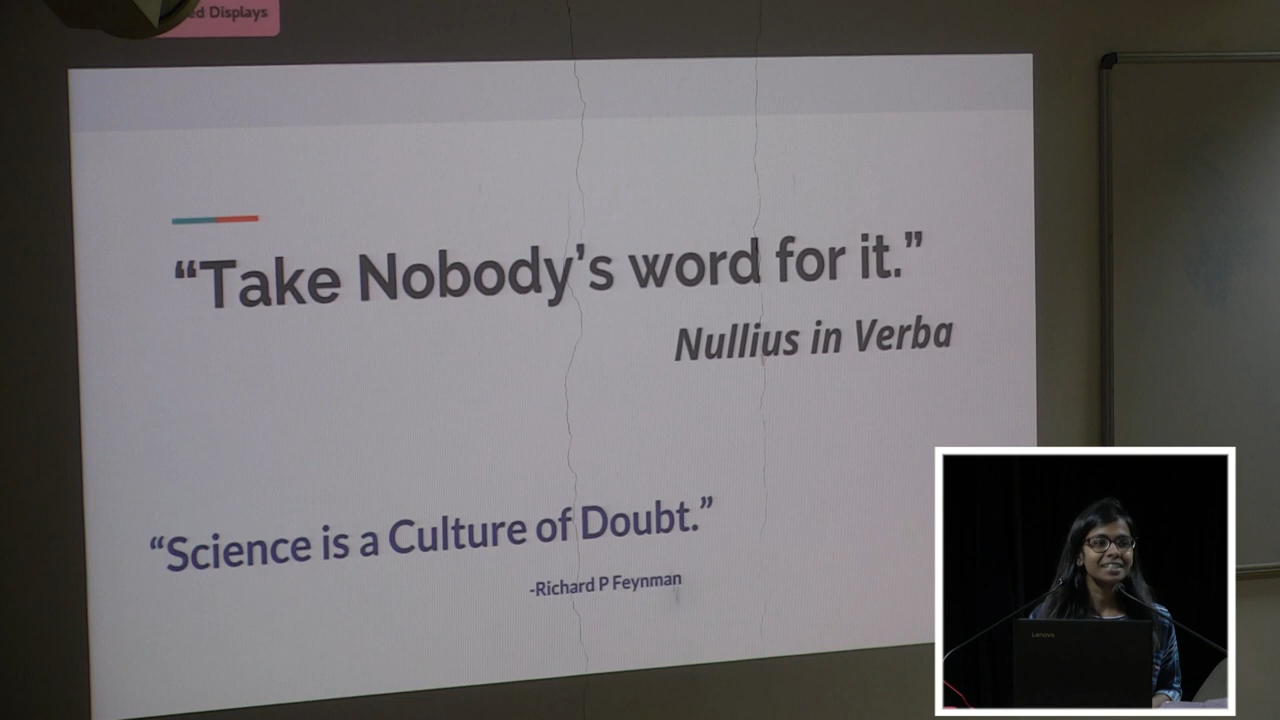 ed Displays
“Take Nobody’s word for it.”
Nullius in Verba
“Science is a Culture of Doubt.”
-Richard P Feynman
Lenovo